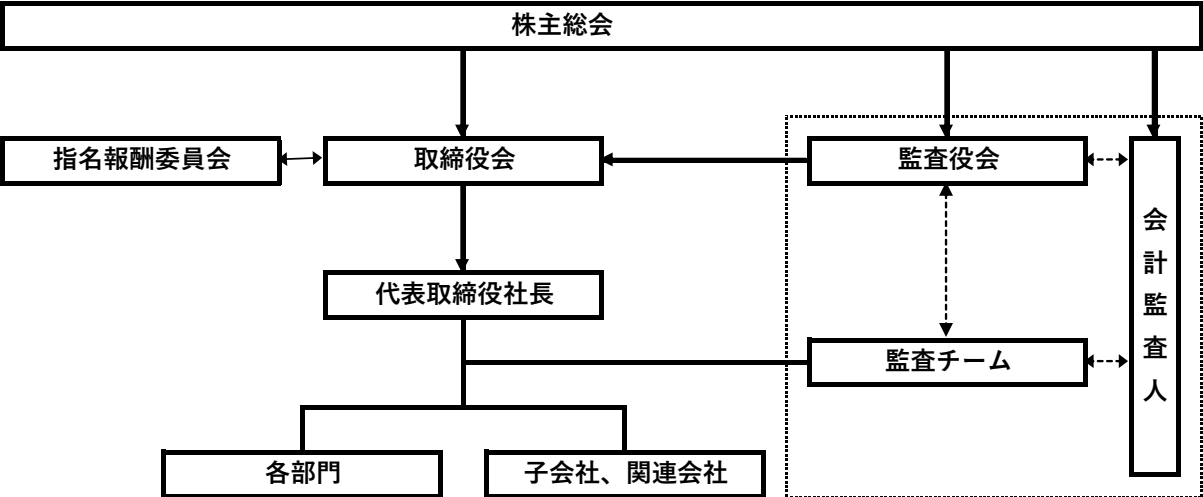 株主総会
指名報酬委員会
取締役会
監査役会
会計監査人
代表取締役社長
監査チーム
各部門
子会社、関連会社